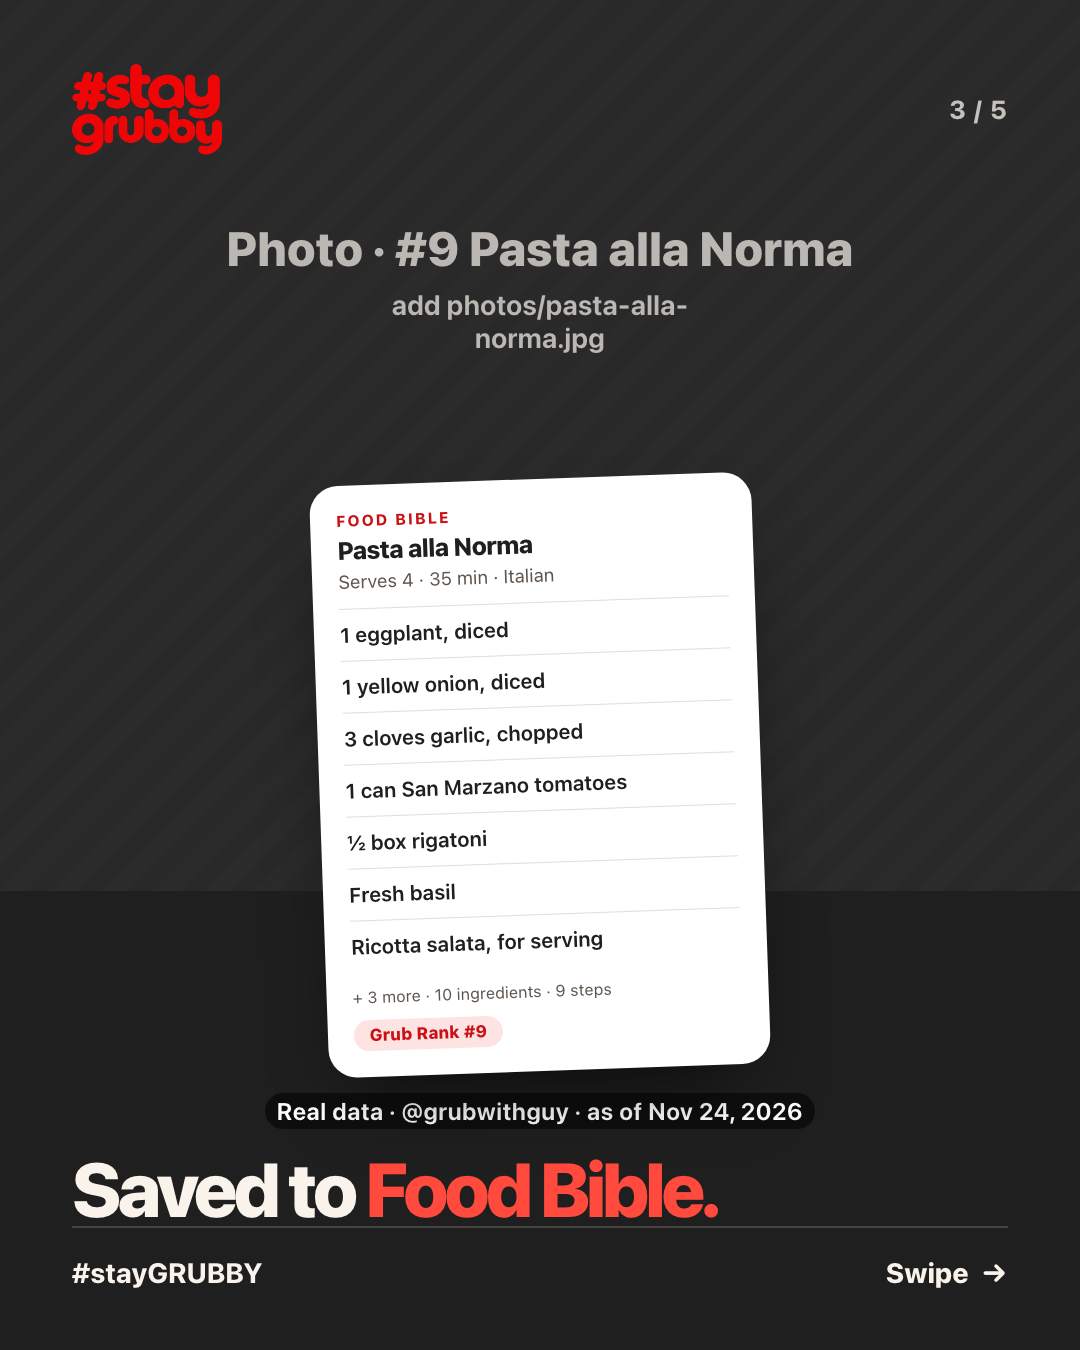 #stay
grubby
3 / 5
Photo · #9 Pasta alla Norma
add photos/pasta-alla-
norma.jpg
FOOD BIBLE
Pasta alla Norma
Serves 4 · 35 min · Italian
1 eggplant, diced
1 yellow onion, diced
3 cloves garlic, chopped
1 can San Marzano tomatoes
½ box rigatoni
Fresh basil
Ricotta salata, for serving
+ 3 more · 10 ingredients · 9 steps
Grub Rank #9
Real data · @grubwithguy · as of Nov 24, 2026
Saved to Food Bible.
#stayGRUBBY
Swipe →